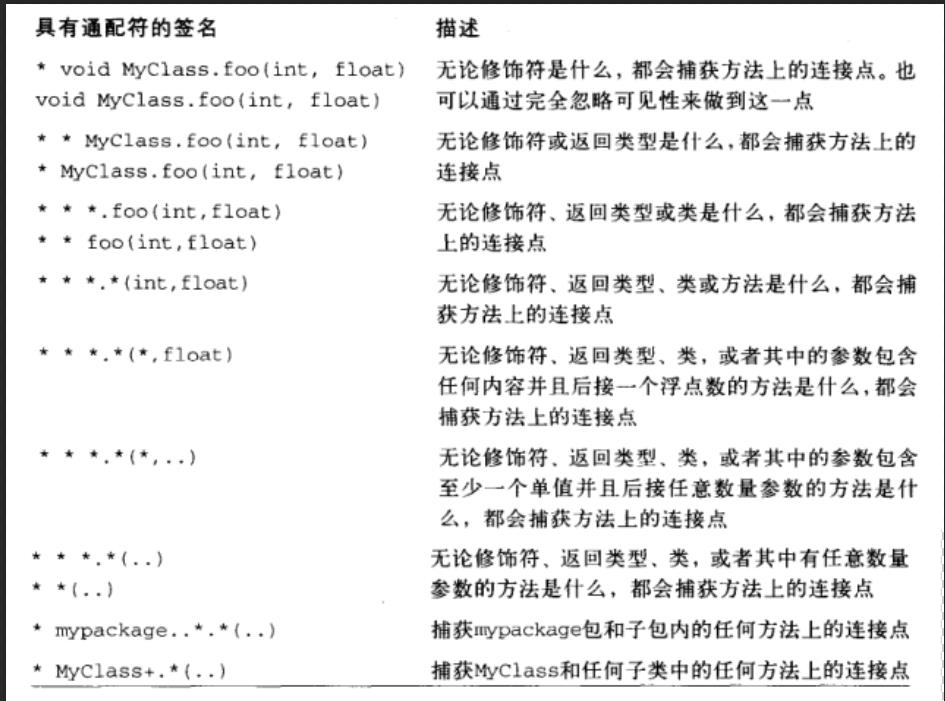 具有通配符的签名 描述
* void MyClass.foo(int, float) 无论修饰符是什么，都会捕获方法上的连接点。也
void MyClass.foo(int, float) 可以通过完全忽略可见性来做到这一点
* * MyClass.foo(int, float) 无论修饰符或返回类型是什么，都会捕获方法上的
* MyClass.foo(int, float) 连接点
* * *.foo(int,float) 无论修饰符、返回类型或类是什么，都会捕获方法
* * foo(int,float) 上的连接点
* * *.*(int,float) 无论修饰符、返回类型、类或方法是什么，都会捕
获方法上的连接点
* * *.*(*,float) 无论修饰符、返回类型、类，或者其中的参数包含
任何内容并且后接一个浮点数的方法是什么，都会
捕获方法上的连接点
* * *.*(*,..) 无论修饰符、返回类型、类，或者其中的参数包含
至少一个单值并且后接任意数量参数的方法是什
么，都会捕获方法上的连接点
* * *.*(..) 无论修饰符、返回类型、类，或者其中有任意数量
* *(..) 参数的方法是什么，都会捕获方法上的连接点
* mypackage..*.*(..) 捕获mypackage包和子包内的任何方法上的连接点
* MyClass+.*(..) 捕获MyClass和任何子类中的任何方法上的连接点